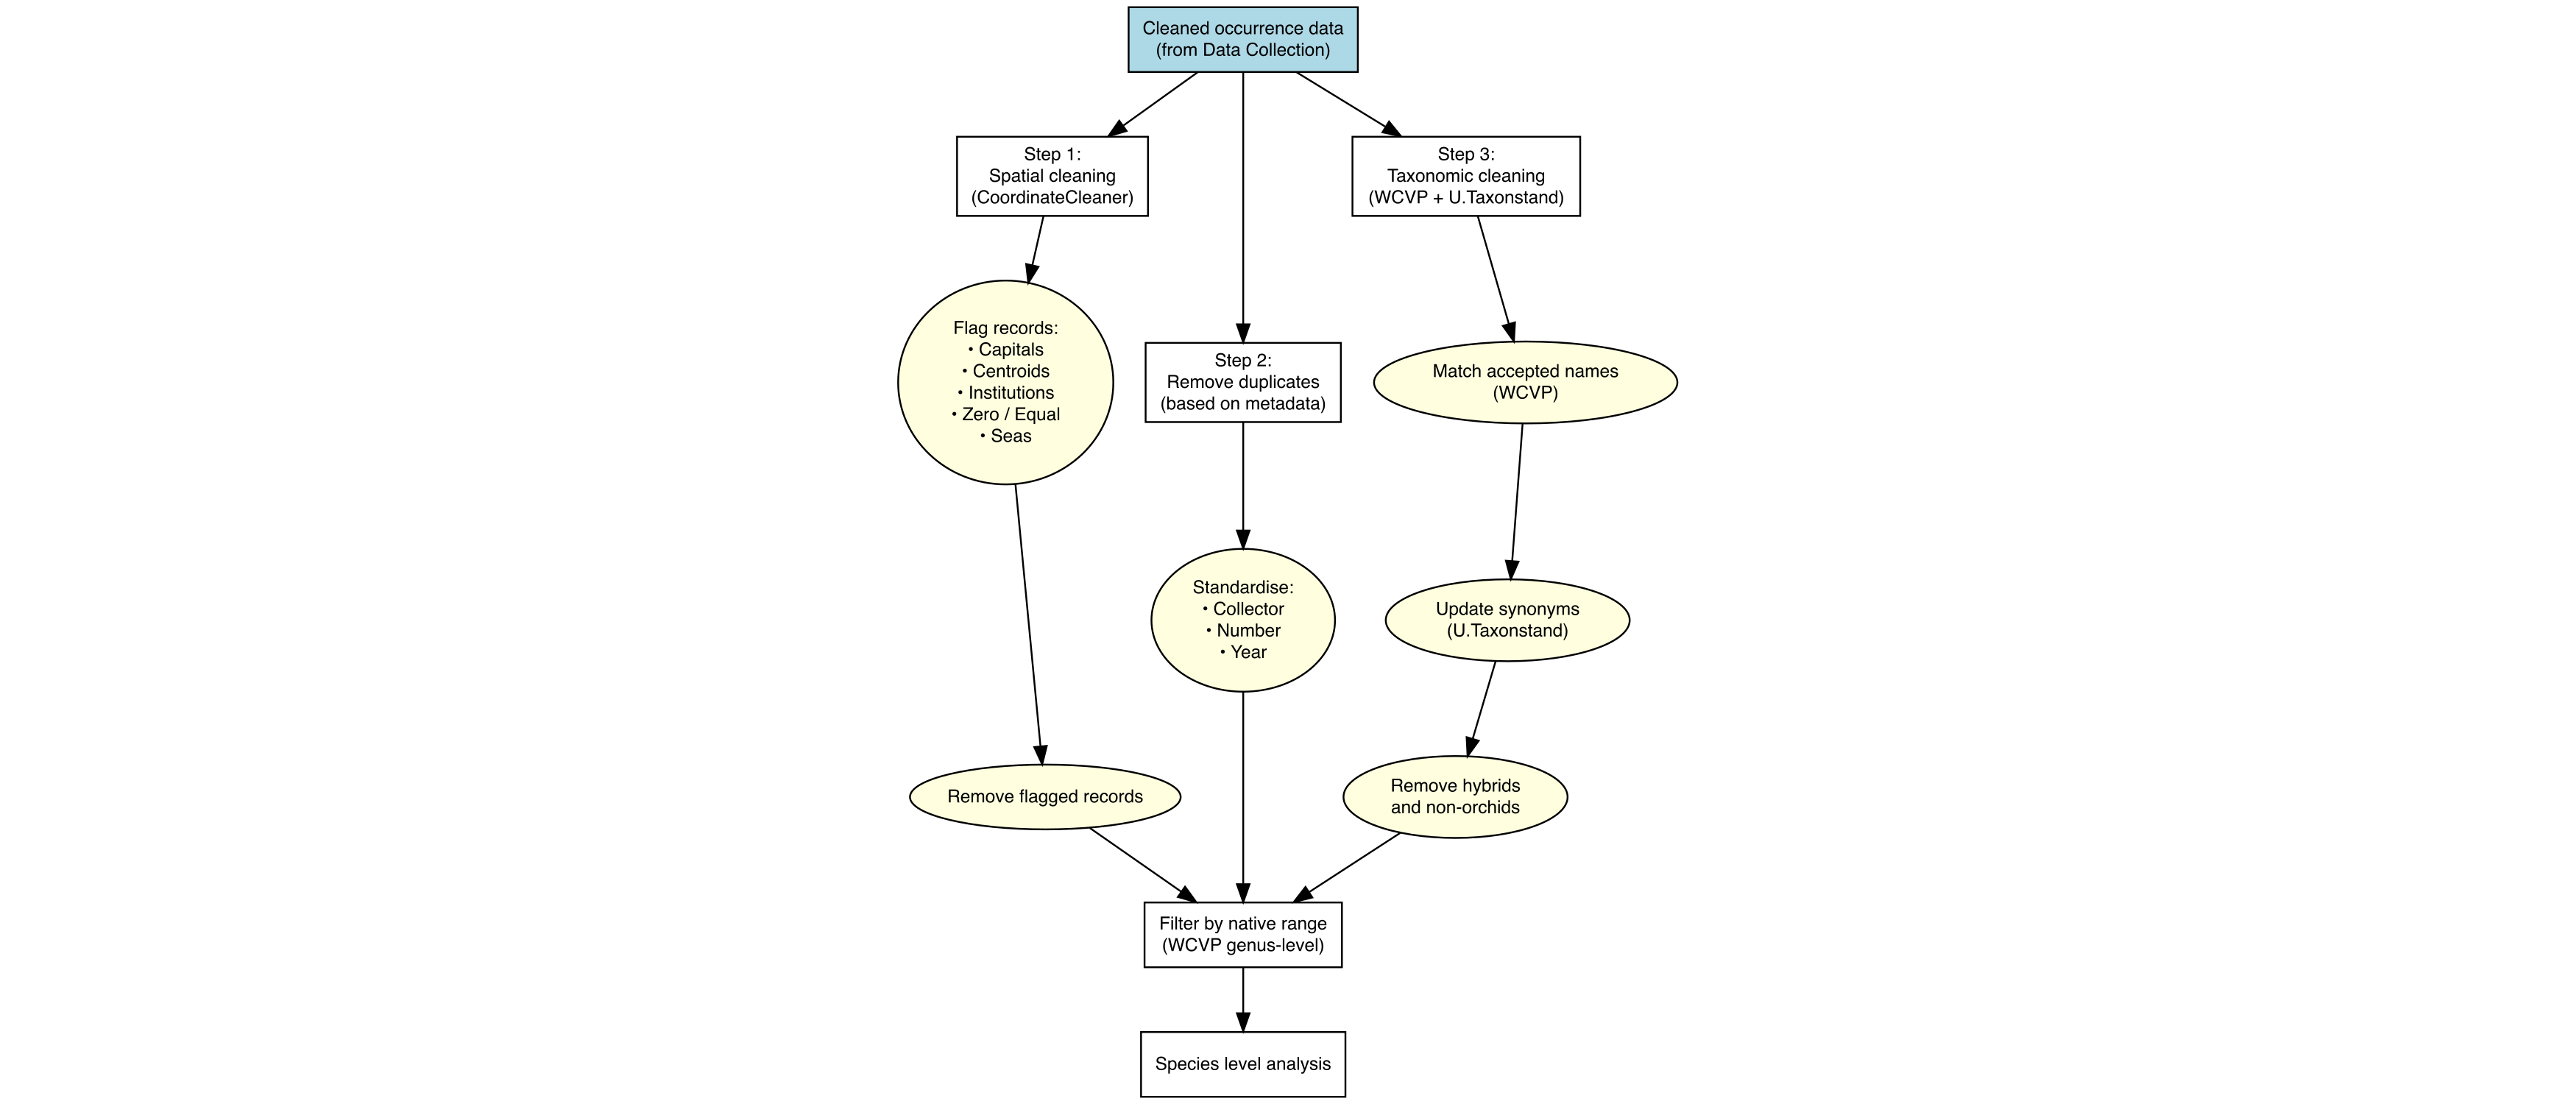 Cleaned occurrence data
(from Data Collection)
Step 1:
Spatial cleaning
(CoordinateCleaner)
Step 3:
Taxonomic cleaning
(WCVP + U.Taxonstand)
Flag records:
• Capitals
• Centroids
• Institutions
• Zero / Equal
• Seas
Step 2:
Remove duplicates
(based on metadata)
Match accepted names
(WCVP)
Standardise:
• Collector
• Number
• Year
Update synonyms
(U.Taxonstand)
Remove flagged records
Remove hybrids
and non-orchids
Filter by native range
(WCVP genus-level)
Species level analysis